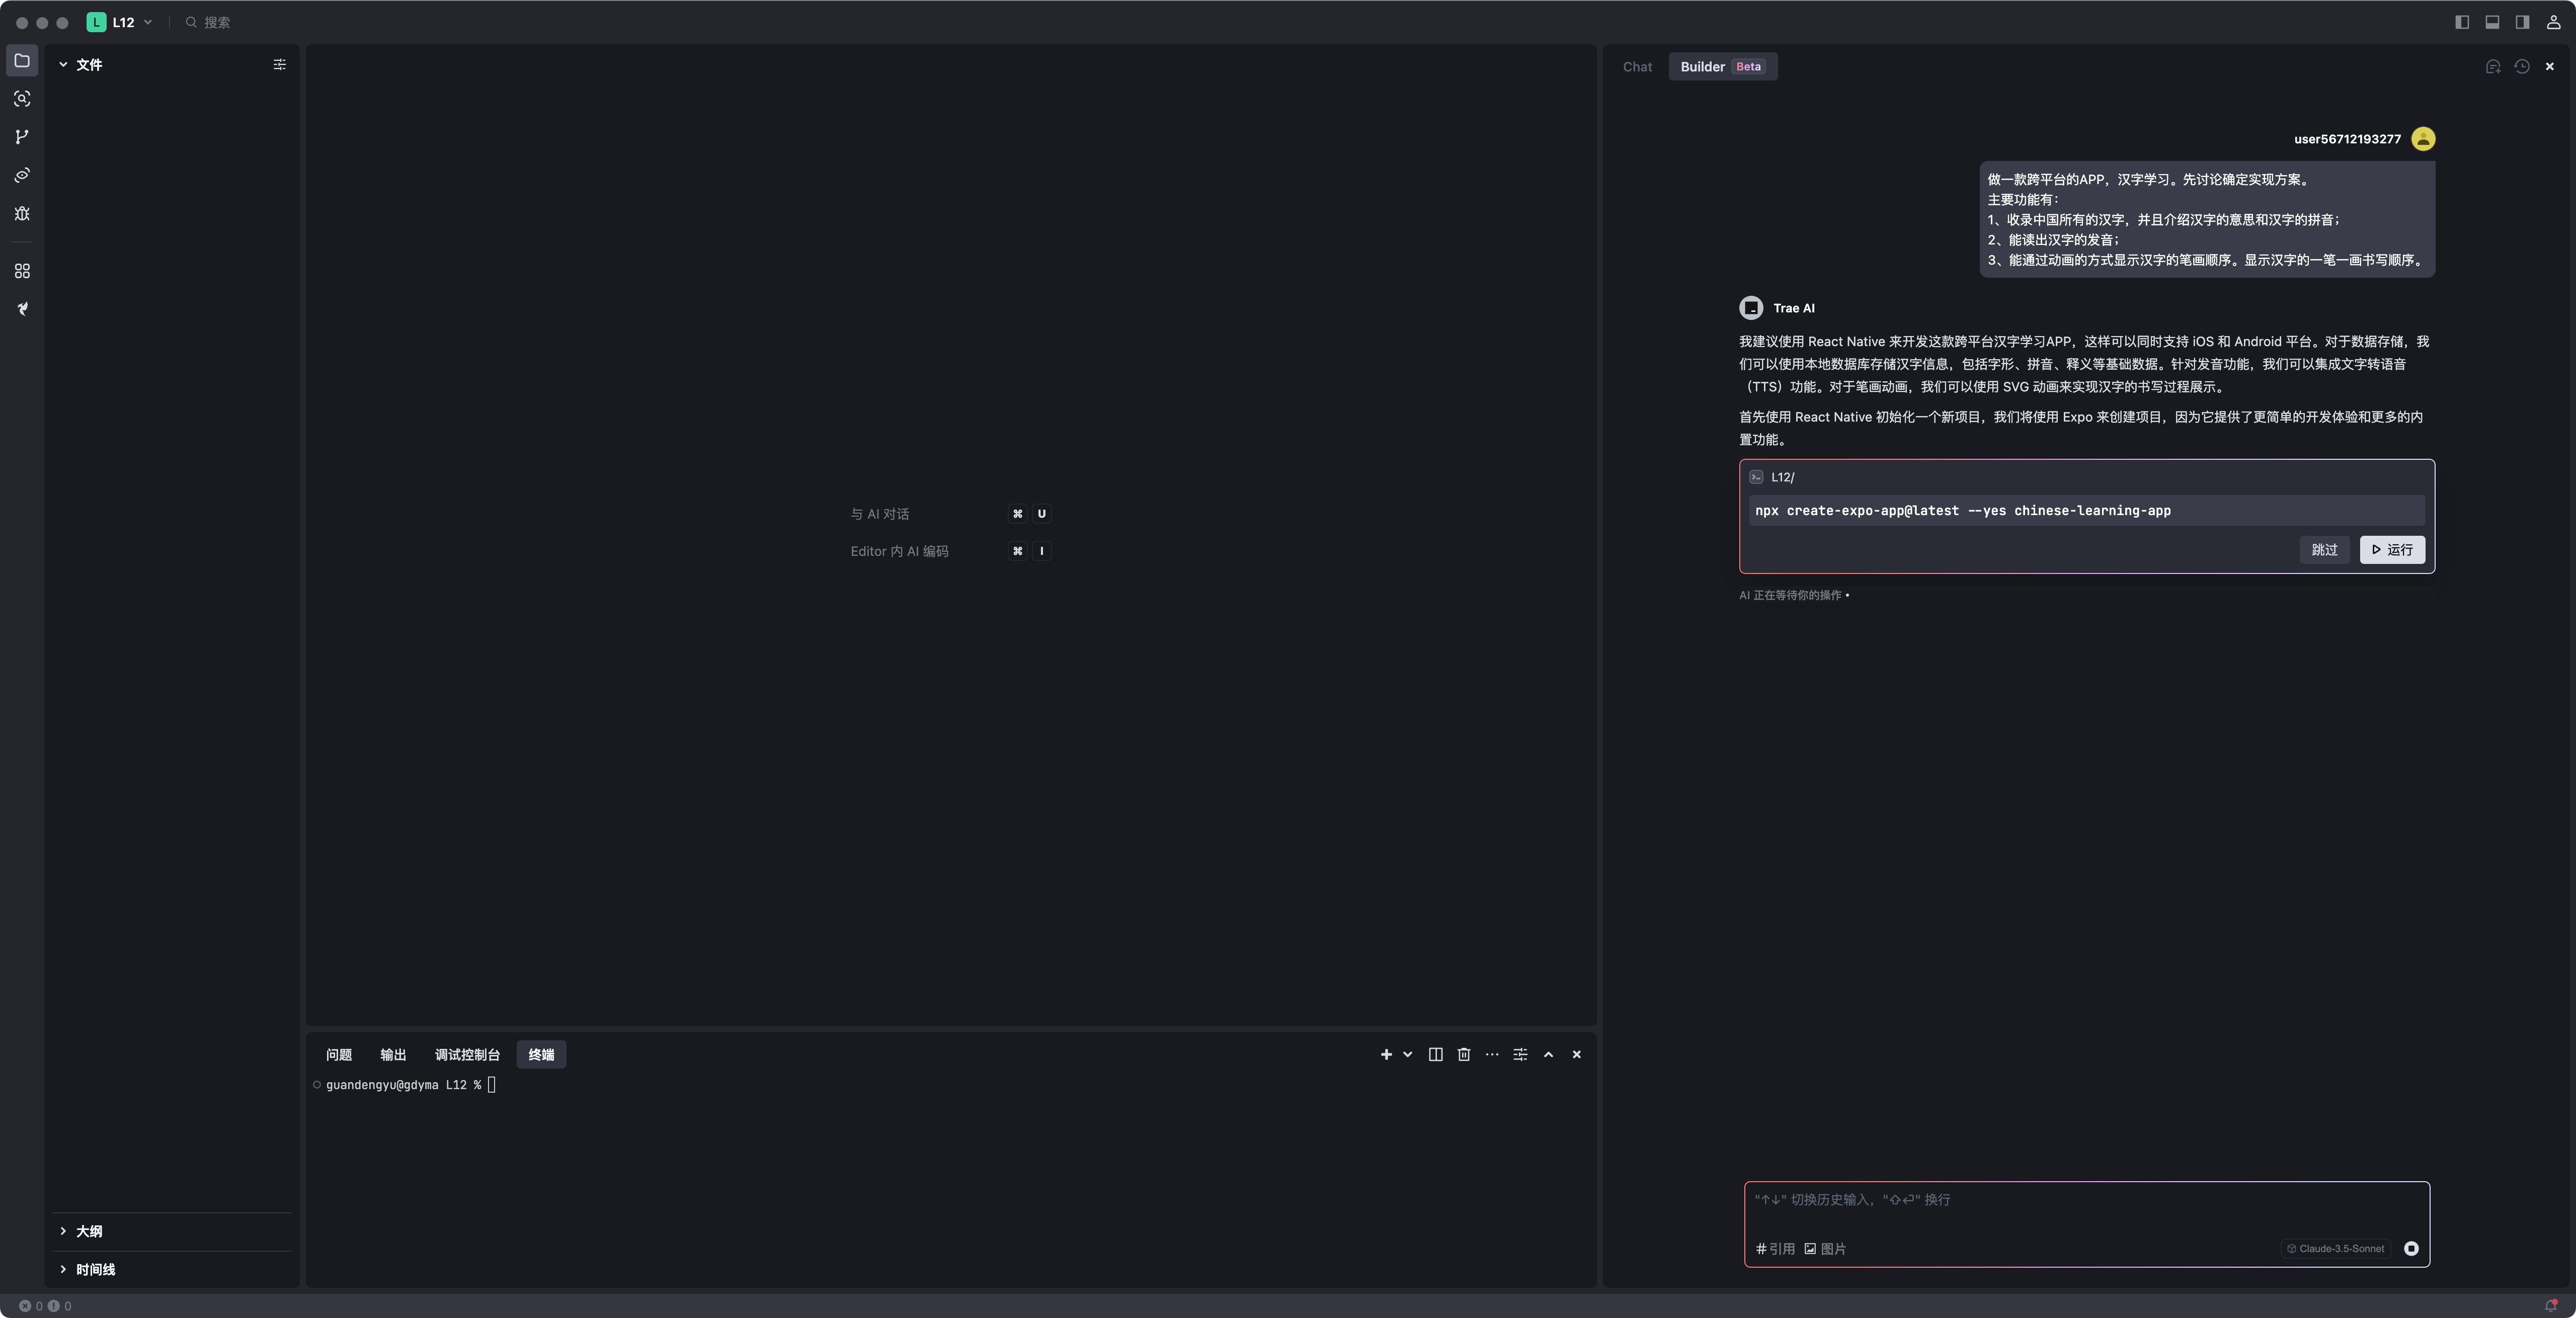 L L12
搜索
文件
与 AI 对话 ⌘ U
Editor 内 AI 编码 ⌘ I
问题 输出 调试控制台 终端
guandengyu@gdyma L12 %
大纲
时间线
0 0
Chat Builder Beta
user56712193277
做一款跨平台的APP，汉字学习。先讨论确定实现方案。
主要功能有：
1、收录中国所有的汉字，并且介绍汉字的意思和汉字的拼音；
2、能读出汉字的发音；
3、能通过动画的方式显示汉字的笔画顺序。显示汉字的一笔一画书写顺序。
Trae AI
我建议使用 React Native 来开发这款跨平台汉字学习APP，这样可以同时支持 iOS 和 Android 平台。对于数据存储，我
们可以使用本地数据库存储汉字信息，包括字形、拼音、释义等基础数据。针对发音功能，我们可以集成文字转语音
（TTS）功能。对于笔画动画，我们可以使用 SVG 动画来实现汉字的书写过程展示。
首先使用 React Native 初始化一个新项目，我们将使用 Expo 来创建项目，因为它提供了更简单的开发体验和更多的内
置功能。
L12/
npx create-expo-app@latest --yes chinese-learning-app
跳过 运行
AI 正在等待你的操作
"↑↓" 切换历史输入，"⇧⏎" 换行
#引用 图片 Claude-3.5-Sonnet